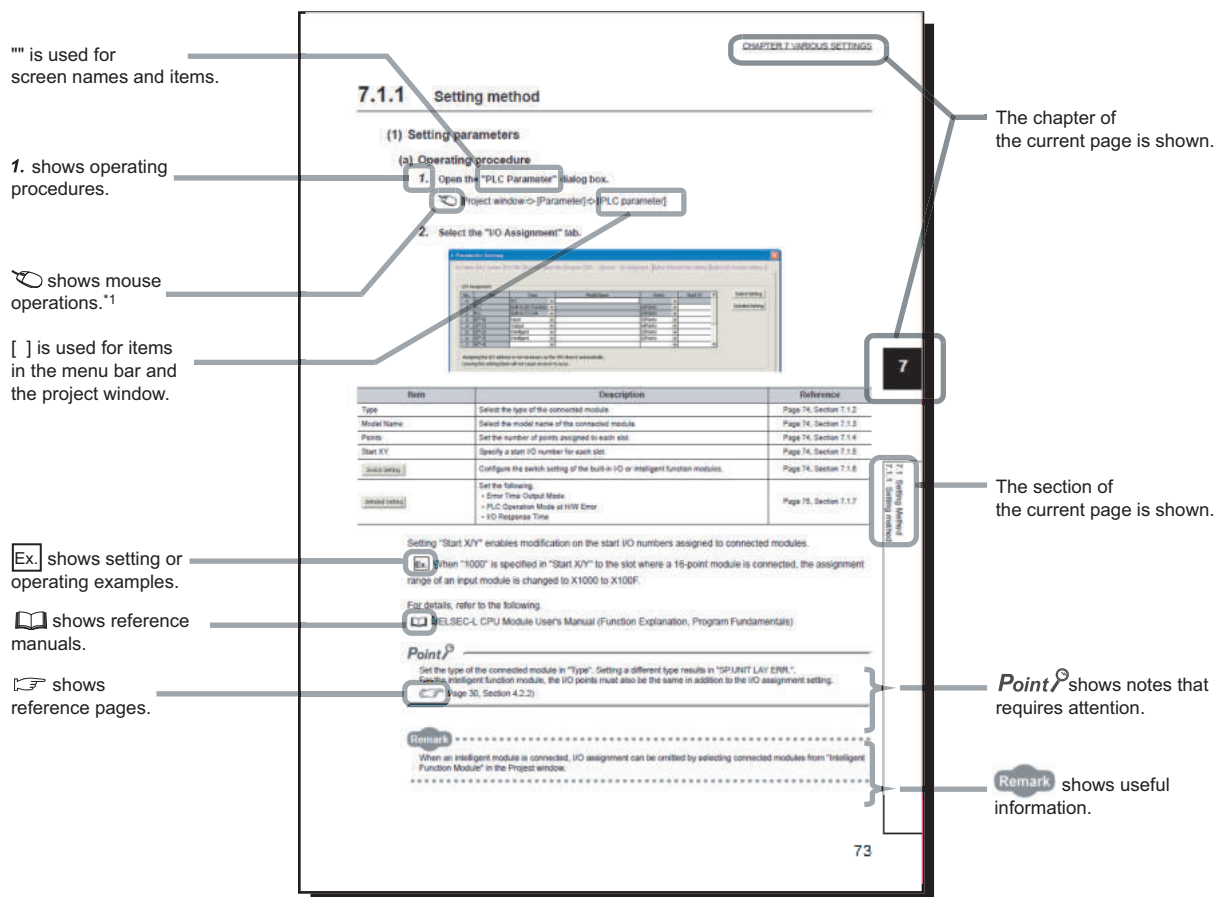 "" is used for
screen names and items.
1. shows operating
procedures.
shows mouse
operations.*1
[ ] is used for items
in the menu bar and
the project window.
Ex. shows setting or
operating examples.
shows reference
manuals.
shows
reference pages.
CHAPTER 7 VARIOUS SETTINGS
7.1.1 Setting method
(1) Setting parameters
(a) Operating procedure
1. Open the "PLC Parameter" dialog box.
Project window [Parameter] [PLC parameter]
2. Select the "I/O Assignment" tab.
Item Description Reference
Type Select the type of the connected module. Page 74, Section 7.1.2
Model Name Select the model name of the connected module. Page 74, Section 7.1.3
Points Set the number of points assigned to each slot. Page 74, Section 7.1.4
Start XY Specify a start I/O number for each slot. Page 74, Section 7.1.5
Switch Setting Configure the switch setting of the built-in I/O or intelligent function modules. Page 74, Section 7.1.6
Detailed Setting Set the following.
• Error Time Output Mode
• PLC Operation Mode at H/W Error
• I/O Response Time
Page 75, Section 7.1.7
Setting "Start X/Y" enables modification on the start I/O numbers assigned to connected modules.
Ex. When "1000" is specified in "Start X/Y" to the slot where a 16-point module is connected, the assignment
range of an input module is changed to X1000 to X100F.
For details, refer to the following.
MELSEC-L CPU Module User's Manual (Function Explanation, Program Fundamentals)
Point
Set the type of the connected module in "Type". Setting a different type results in "SP.UNIT LAY ERR.".
For the intelligent function module, the I/O points must also be the same in addition to the I/O assignment setting.
Page 30, Section 4.2.2)
Remark
When an intelligent module is connected, I/O assignment can be omitted by selecting connected modules from "Intelligent
Function Module" in the Project window.
73
7
7.1 Setting Method
7.1.1 Setting method
The chapter of
the current page is shown.
The section of
the current page is shown.
Point shows notes that
requires attention.
Remark shows useful
information.